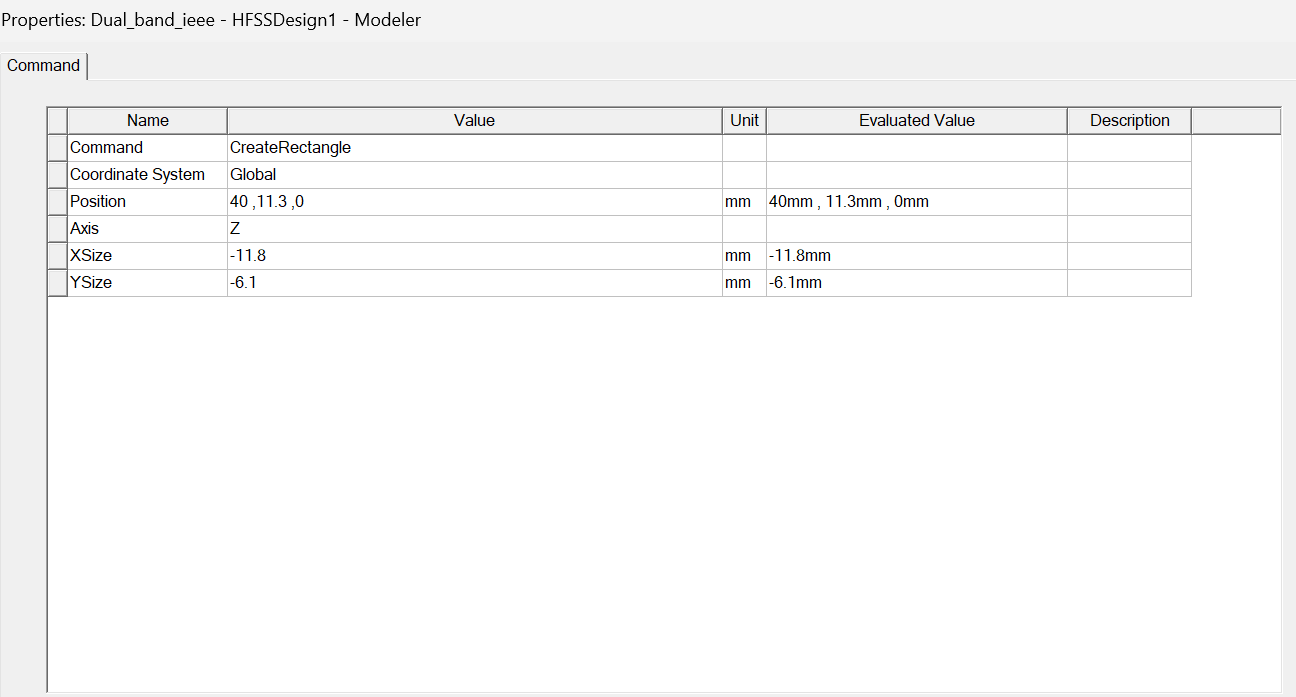 Properties: Dual_band_ieee - HFSSDesign1 - Modeler
Command
Name Value Unit Evaluated Value Description
Command CreateRectangle
Coordinate System Global
Position 40 ,11.3 ,0 mm 40mm , 11.3mm , 0mm
Axis Z
XSize -11.8 mm -11.8mm
YSize -6.1 mm -6.1mm